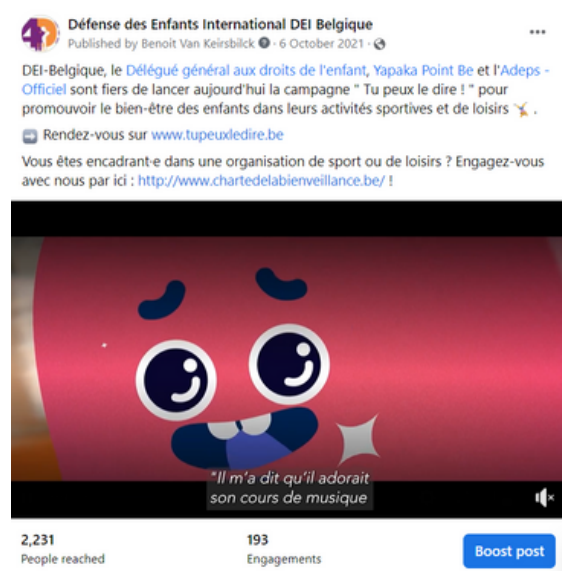 Défense des Enfants International DEI Belgique
Published by Benoit Van Keirsbilck · 6 October 2021 ·
DEI-Belgique, le Délégué général aux droits de l'enfant, Yapaka Point Be et l'Adeps -
Officiel sont fiers de lancer aujourd'hui la campagne " Tu peux le dire ! " pour
promouvoir le bien-être des enfants dans leurs activités sportives et de loisirs .
Rendez-vous sur www.tupeuxledire.be
Vous êtes encadrant·e dans une organisation de sport ou de loisirs ? Engagez-vous
avec nous par ici : http://www.chartedelabienveillance.be/ !
"Il m'a dit qu'il adorait
son cours de musique
2,231
People reached
193
Engagements
Boost post